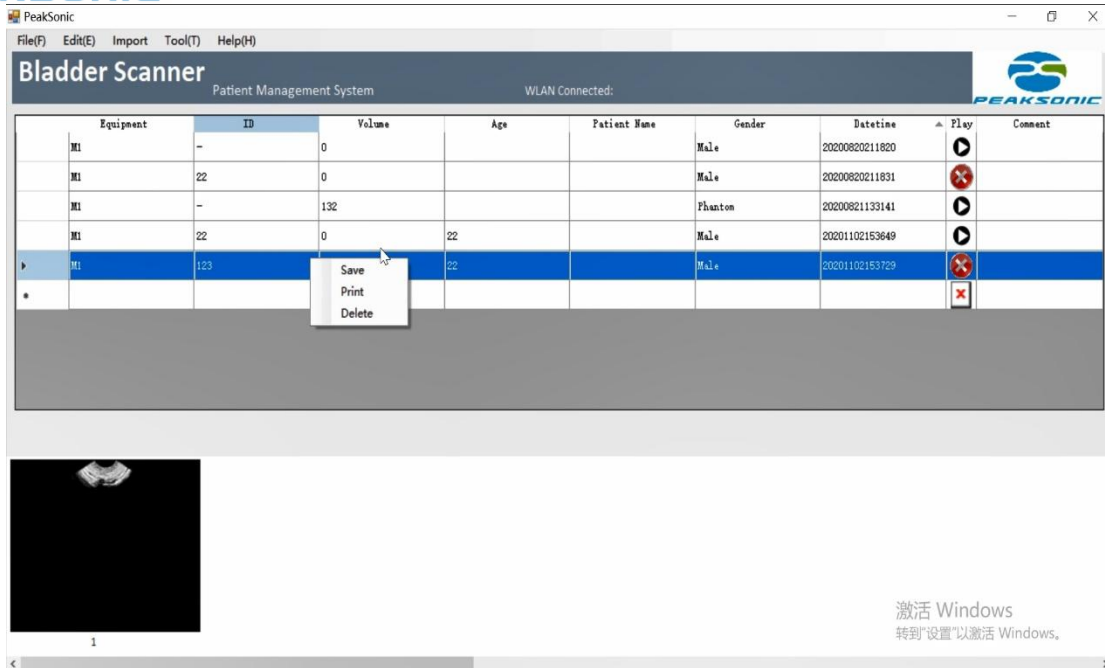 PeakSonic
File(F) Edit(E) Import Tool(T) Help(H)
Bladder Scanner
Patient Management System WLAN Connected:
PEAKSONIC
Equipment ID Volume Age Patient Name Gender Datetime Play Comment
M1 - 0 Male 20200820211820
M1 22 0 Male 20200820211831
M1 - 132 Phantom 20200821133141
M1 22 0 22 Male 20201102153649
M1 123 22 Male 20201102153729
Save
Print
Delete
激活 Windows
转到"设置"以激活 Windows。
1